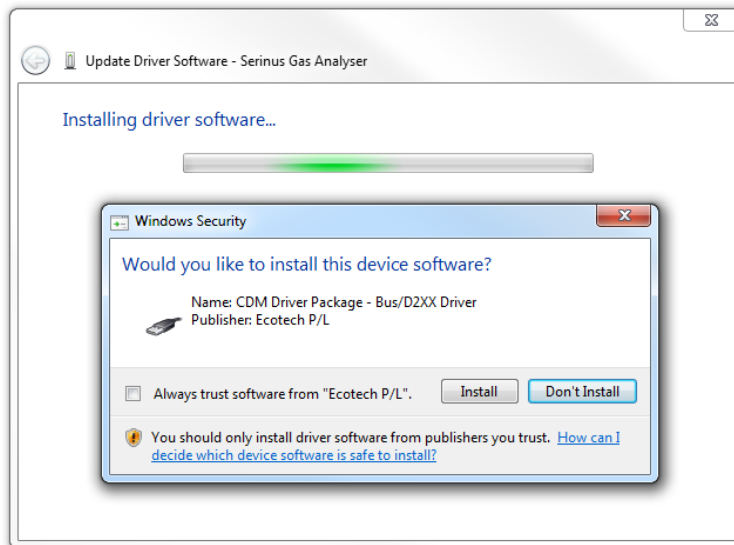 Update Driver Software - Serinus Gas Analyser
Installing driver software...
Windows Security
Would you like to install this device software?
Name: CDM Driver Package - Bus/D2XX Driver
Publisher: Ecotech P/L
Always trust software from "Ecotech P/L".
Install
Don't Install
You should only install driver software from publishers you trust. How can I
decide which device software is safe to install?